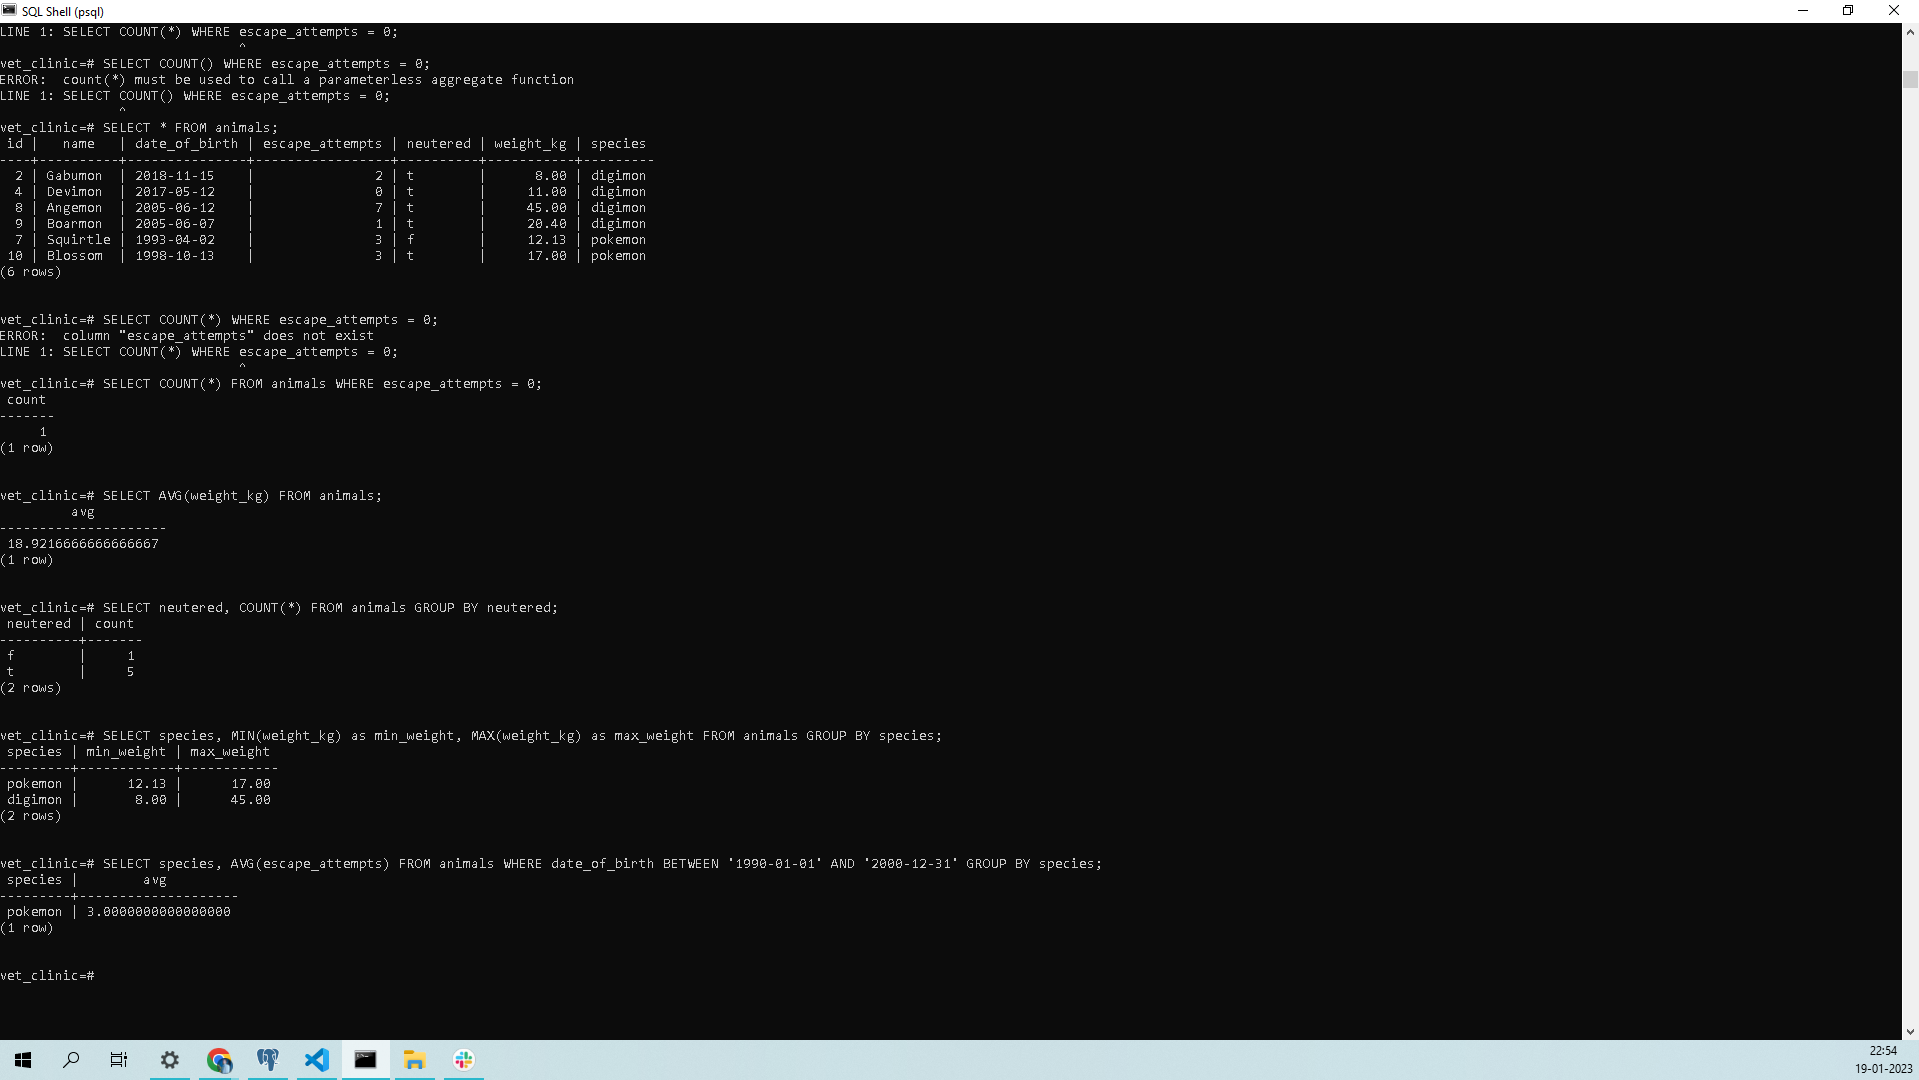 SQL Shell (psql)
LINE 1: SELECT COUNT(*) WHERE escape_attempts = 0;
                              ^
vet_clinic=# SELECT COUNT() WHERE escape_attempts = 0;
ERROR:  count(*) must be used to call a parameterless aggregate function
LINE 1: SELECT COUNT() WHERE escape_attempts = 0;
               ^
vet_clinic=# SELECT * FROM animals;
 id |   name   | date_of_birth | escape_attempts | neutered | weight_kg | species
----+----------+---------------+-----------------+----------+-----------+---------
  2 | Gabumon  | 2018-11-15    |               2 | t        |      8.00 | digimon
  4 | Devimon  | 2017-05-12    |               0 | t        |     11.00 | digimon
  8 | Angemon  | 2005-06-12    |               7 | t        |     45.00 | digimon
  9 | Boarmon  | 2005-06-07    |               1 | t        |     20.40 | digimon
  7 | Squirtle | 1993-04-02    |               3 | f        |     12.13 | pokemon
 10 | Blossom  | 1998-10-13    |               3 | t        |     17.00 | pokemon
(6 rows)
vet_clinic=# SELECT COUNT(*) WHERE escape_attempts = 0;
ERROR:  column "escape_attempts" does not exist
LINE 1: SELECT COUNT(*) WHERE escape_attempts = 0;
                              ^
vet_clinic=# SELECT COUNT(*) FROM animals WHERE escape_attempts = 0;
 count
-------
     1
(1 row)
vet_clinic=# SELECT AVG(weight_kg) FROM animals;
         avg
---------------------
 18.9216666666666667
(1 row)
vet_clinic=# SELECT neutered, COUNT(*) FROM animals GROUP BY neutered;
 neutered | count
----------+-------
 f        |     1
 t        |     5
(2 rows)
vet_clinic=# SELECT species, MIN(weight_kg) as min_weight, MAX(weight_kg) as max_weight FROM animals GROUP BY species;
 species | min_weight | max_weight
---------+------------+------------
 pokemon |      12.13 |      17.00
 digimon |       8.00 |      45.00
(2 rows)
vet_clinic=# SELECT species, AVG(escape_attempts) FROM animals WHERE date_of_birth BETWEEN '1990-01-01' AND '2000-12-31' GROUP BY species;
 species |        avg
---------+--------------------
 pokemon | 3.0000000000000000
(1 row)
vet_clinic=#
22:54
19-01-2023